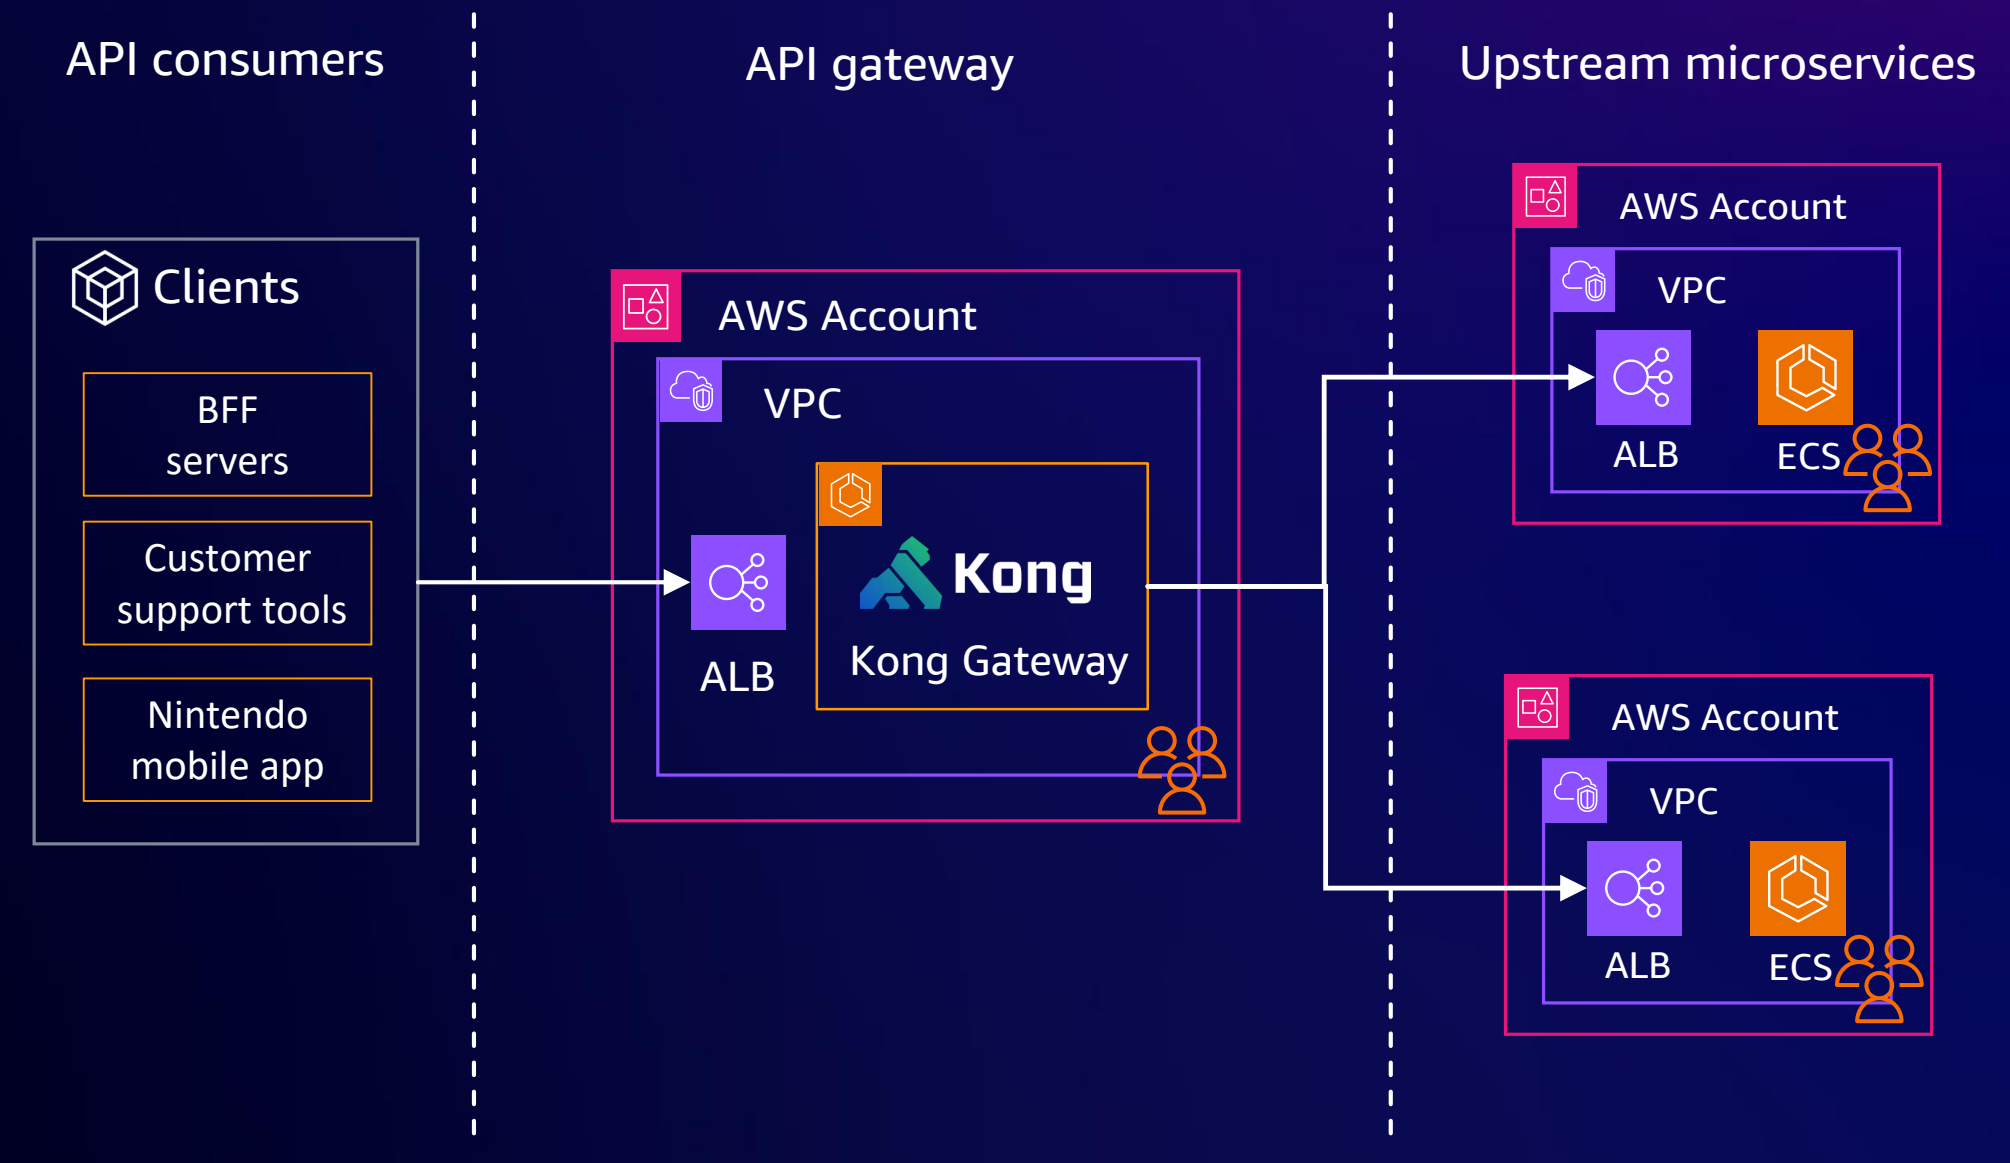 API consumers
API gateway
Upstream microservices
Clients
BFF
servers
Customer
support tools
Nintendo
mobile app
AWS Account
VPC
ALB
Kong
Kong Gateway
AWS Account
VPC
ALB
ECS
AWS Account
VPC
ALB
ECS